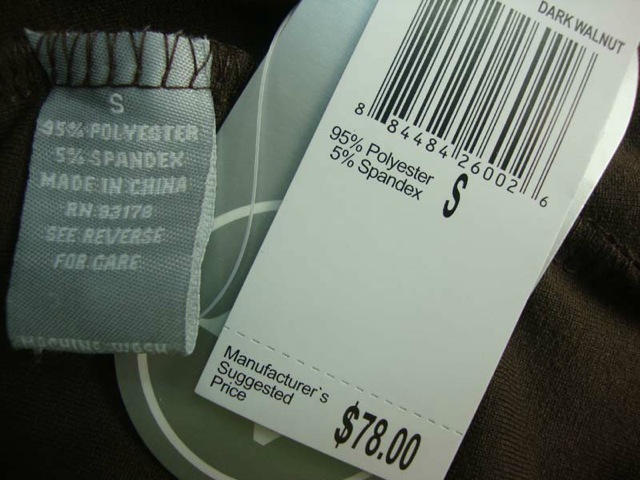 S
95% POLYESTER
5% SPANDEX
MADE IN CHINA
RN 93178
SEE REVERSE
FOR CARE
DARK WALNUT
8 84484 26002 6
95% Polyester
5% Spandex
S
Manufacturer's
Suggested
Price
$78.00